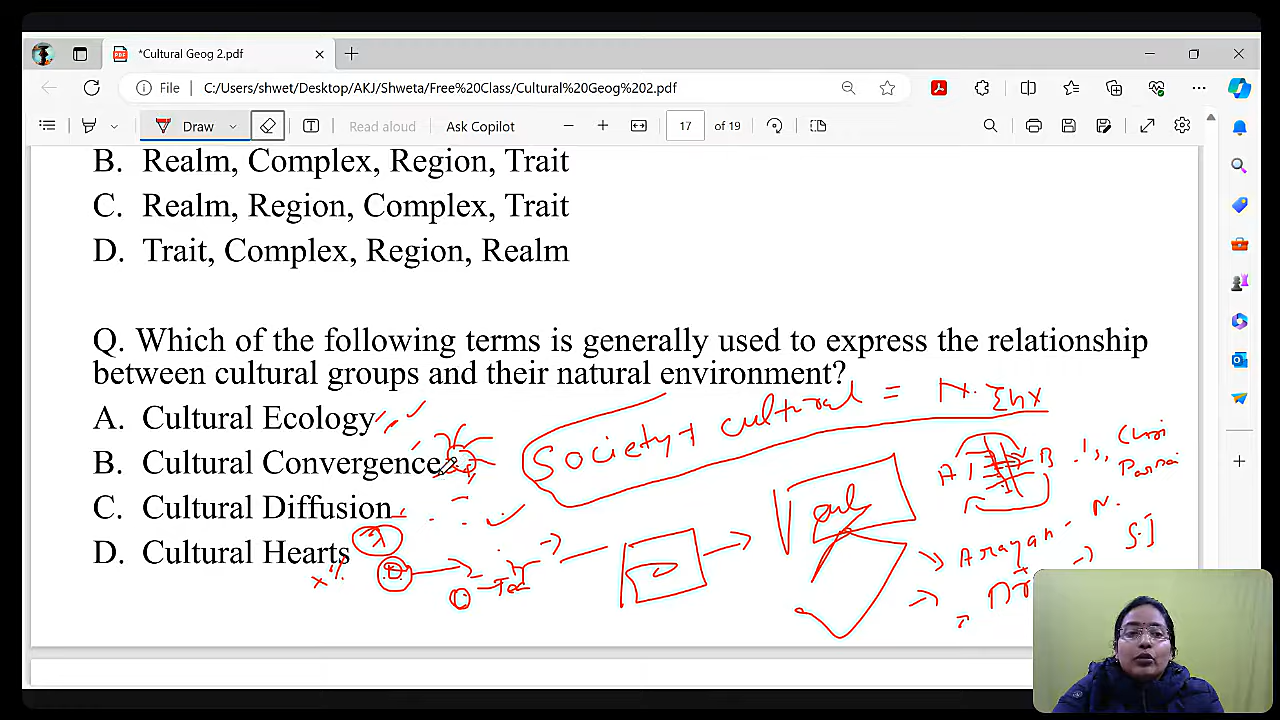 *Cultural Geog 2.pdf
File C:/Users/shwet/Desktop/AKJ/Shweta/Free%20Class/Cultural%20Geog%202.pdf
Draw Read aloud Ask Copilot 17 of 19
B. Realm, Complex, Region, Trait
C. Realm, Region, Complex, Trait
D. Trait, Complex, Region, Realm
Q. Which of the following terms is generally used to express the relationship
between cultural groups and their natural environment?
A. Cultural Ecology
B. Cultural Convergence
C. Cultural Diffusion
D. Cultural Hearts
Society + cultural = N.
A B